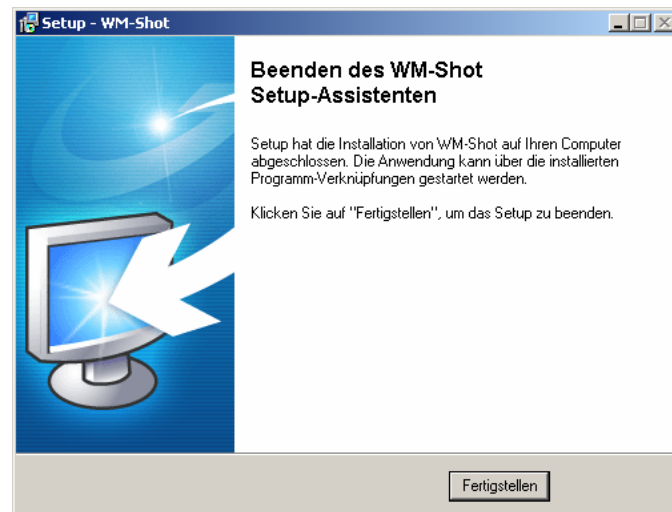 Setup - WM-Shot
Beenden des WM-Shot
Setup-Assistenten
Setup hat die Installation von WM-Shot auf Ihren Computer
abgeschlossen. Die Anwendung kann über die installierten
Programm-Verknüpfungen gestartet werden.
Klicken Sie auf "Fertigstellen", um das Setup zu beenden.
Fertigstellen